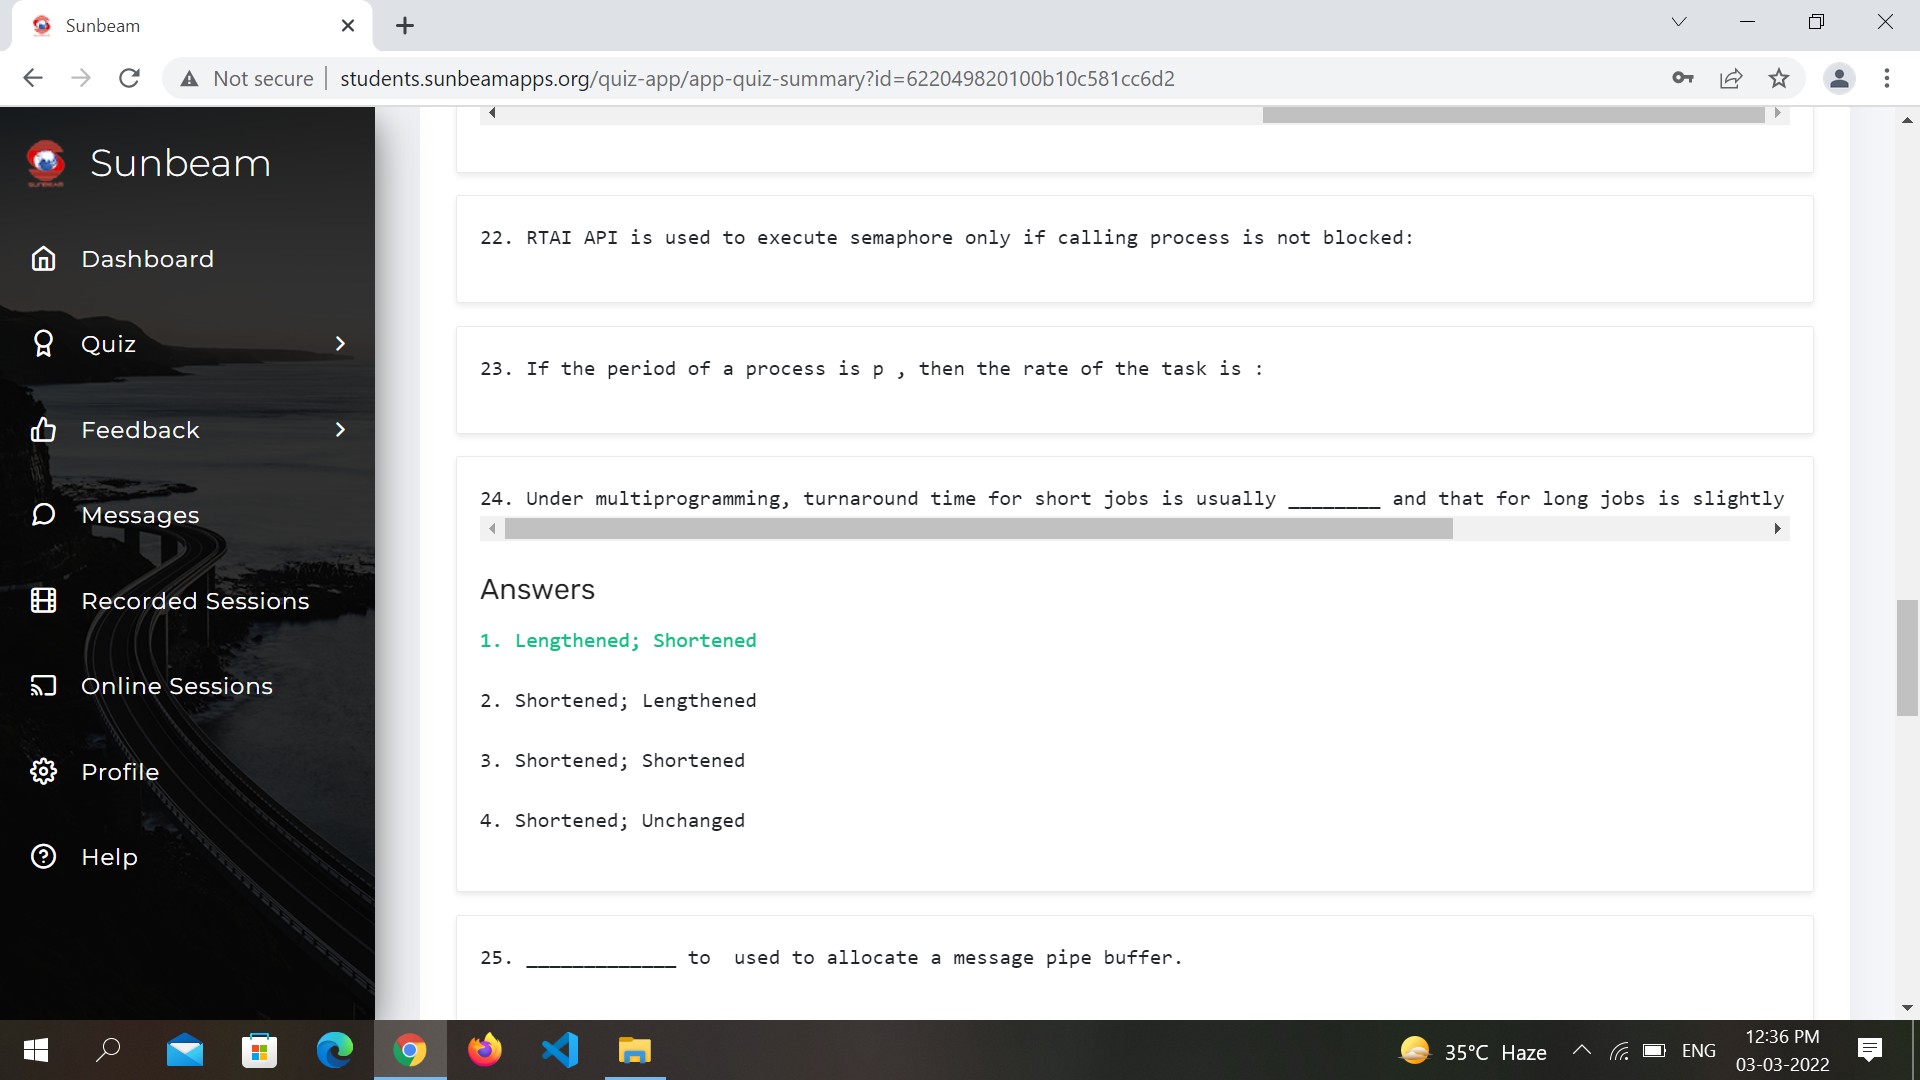 Sunbeam
Not secure
students.sunbeamapps.org/quiz-app/app-quiz-summary?id=622049820100b10c581cc6d2
Sunbeam
SUNBEAM
Dashboard
Quiz
Feedback
Messages
Recorded Sessions
Online Sessions
Profile
Help
22. RTAI API is used to execute semaphore only if calling process is not blocked:
23. If the period of a process is p , then the rate of the task is :
24. Under multiprogramming, turnaround time for short jobs is usually ________ and that for long jobs is slightly
Answers
1. Lengthened; Shortened
2. Shortened; Lengthened
3. Shortened; Shortened
4. Shortened; Unchanged
25. _____________ to  used to allocate a message pipe buffer.
35°C Haze
ENG
12:36 PM
03-03-2022